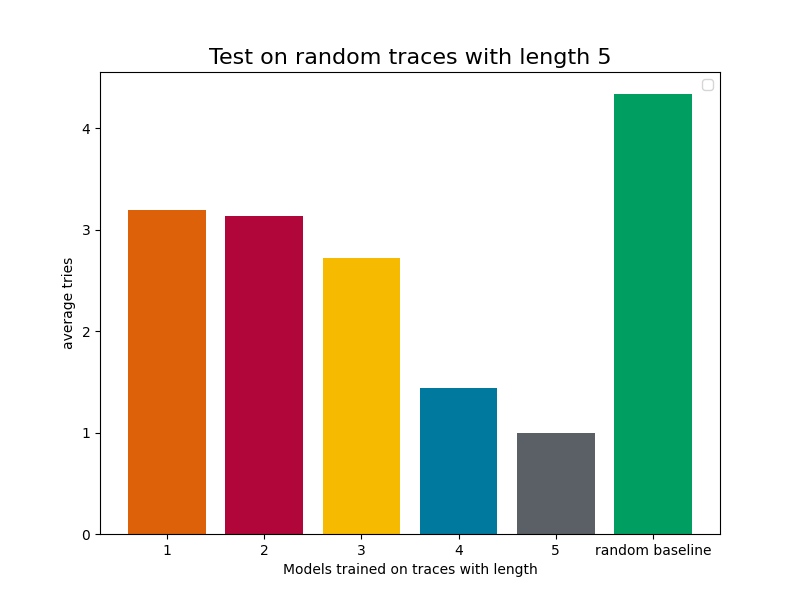 Test on random traces with length 5
average tries
4
3
2
1
0
1 2 3 4 5 random baseline
Models trained on traces with length